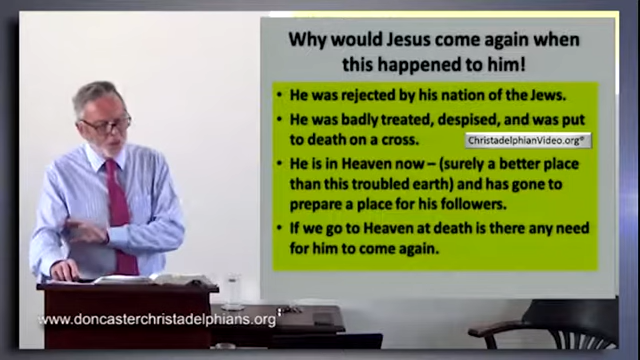 Why would Jesus come again when
this happened to him!
• He was rejected by his nation of the Jews.
• He was badly treated, despised, and was put
to death on a cross.
ChristadelphianVideo.org®
• He is in Heaven now – (surely a better place
than this troubled earth) and has gone to
prepare a place for his followers.
• If we go to Heaven at death is there any need
for him to come again.
www.doncasterchristadelphians.org